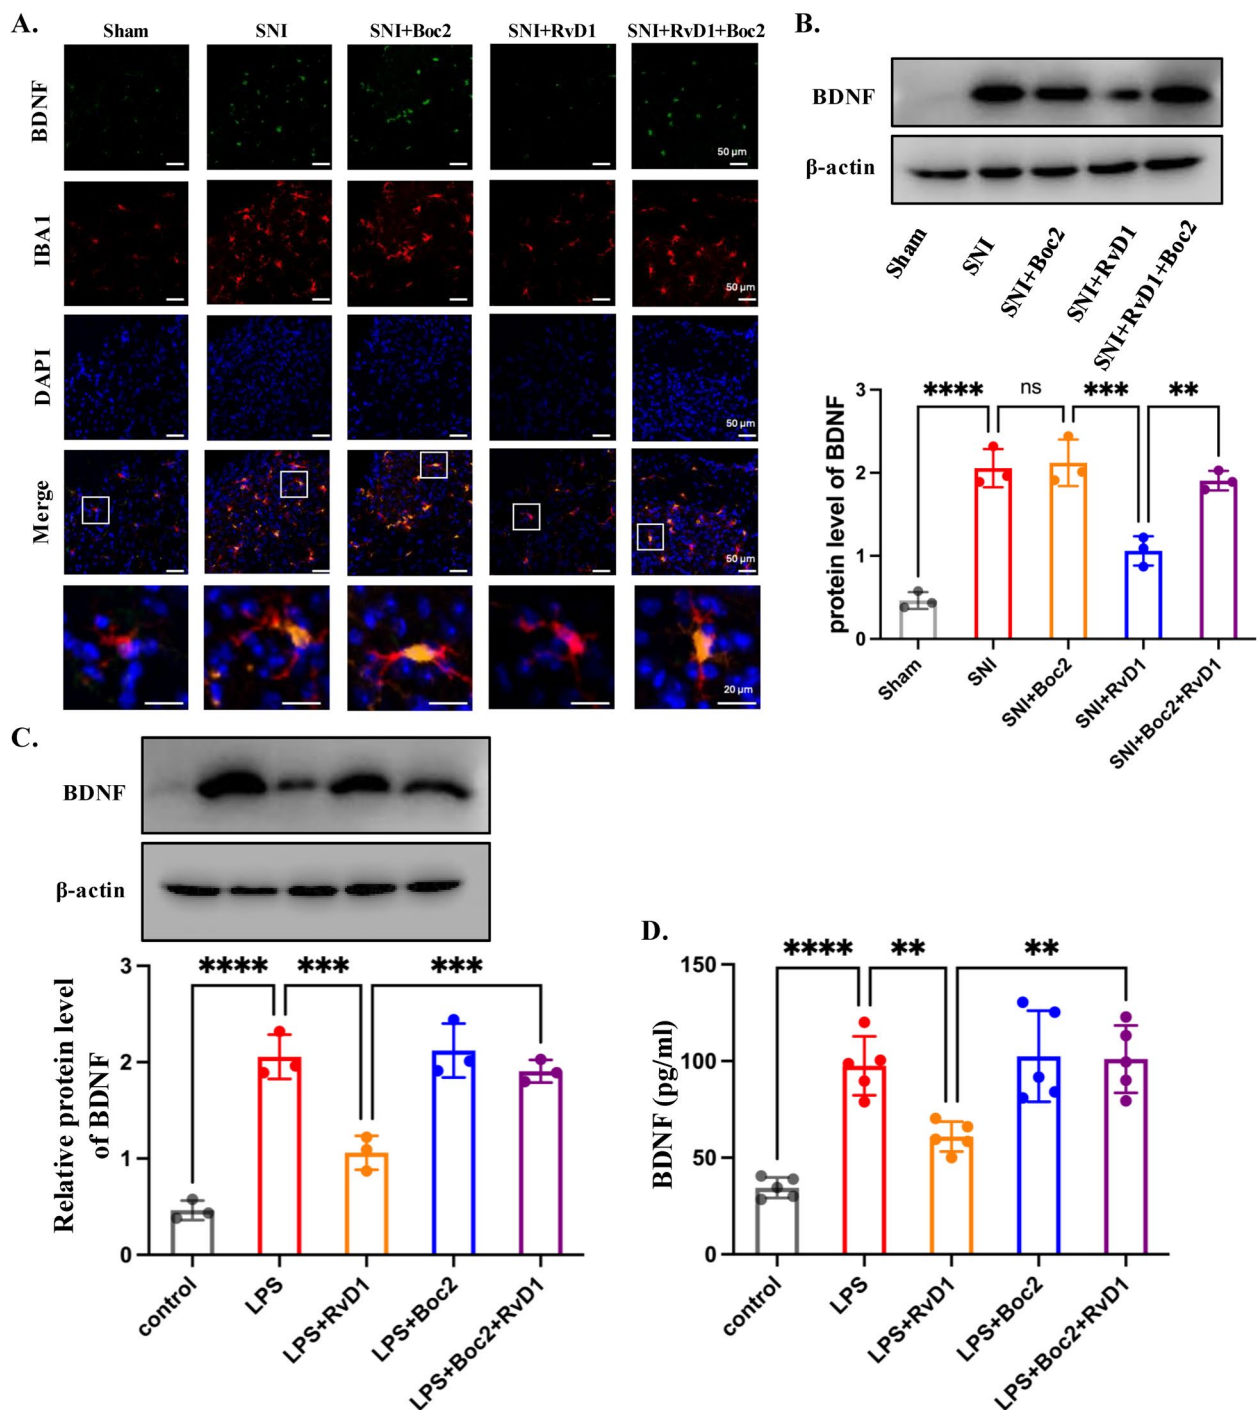 A.
Sham SNI SNI+Boc2 SNI+RvD1 SNI+RvD1+Boc2
BDNF
50 μm
IBA1
50 μm
DAPI
50 μm
Merge
50 μm
20 μm
B.
BDNF
β-actin
Sham SNI SNI+Boc2 SNI+RvD1 SNI+RvD1+Boc2
protein level of BDNF
3
2
1
0
**** ns *** **
Sham SNI SNI+Boc2 SNI+RvD1 SNI+Boc2+RvD1
C.
BDNF
β-actin
Relative protein level
of BDNF
3
2
1
0
**** *** ***
control LPS LPS+RvD1 LPS+Boc2 LPS+Boc2+RvD1
D.
BDNF (pg/ml)
150
100
50
0
**** ** **
control LPS LPS+RvD1 LPS+Boc2 LPS+Boc2+RvD1